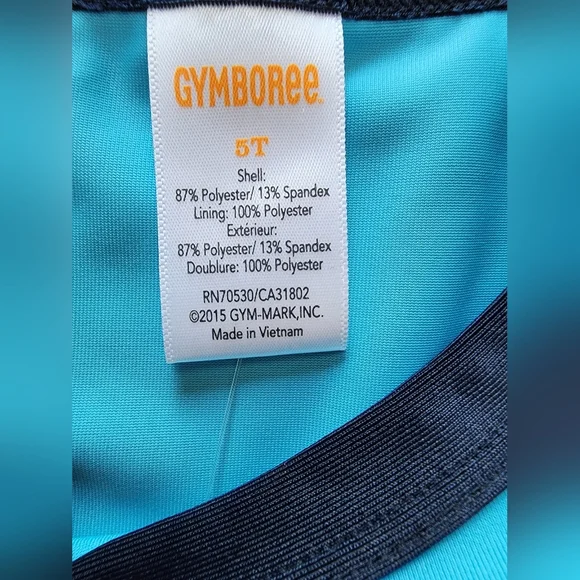 GYMBOREE
5T
Shell:
87% Polyester/ 13% Spandex
Lining: 100% Polyester
Extérieur:
87% Polyester/ 13% Spandex
Doublure: 100% Polyester
RN70530/CA31802
©2015 GYM-MARK,INC.
Made in Vietnam